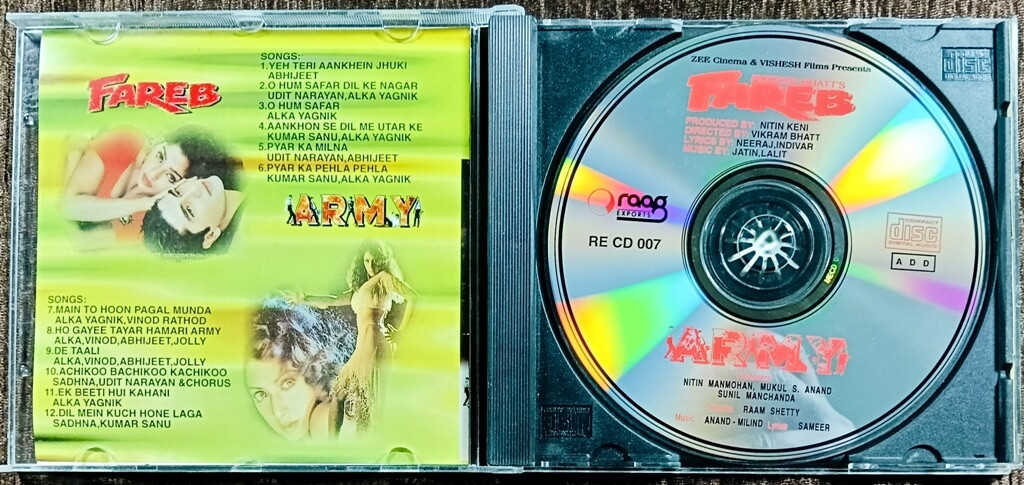 FAREB
SONGS:
1.YEH TERI AANKHEIN JHUKI
ABHIJEET
2.O HUM SAFAR DIL KE NAGAR
UDIT NARAYAN,ALKA YAGNIK
3.O HUM SAFAR
ALKA YAGNIK
4.AANKHON SE DIL ME UTAR KE
KUMAR SANU,ALKA YAGNIK
5.PYAR KA MILNA
UDIT NARAYAN,ABHIJEET
6.PYAR KA PEHLA PEHLA
KUMAR SANU,ALKA YAGNIK
ARMY
SONGS:
7.MAIN TO HOON PAGAL MUNDA
ALKA YAGNIK,VINOD RATHOD
8.HO GAYEE TAYAR HAMARI ARMY
ALKA,VINOD,ABHIJEET,JOLLY
9.DE TAALI
ALKA,VINOD,ABHIJEET,JOLLY
10.ACHIKOO BACHIKOO KACHIKOO
SADHNA,UDIT NARAYAN &CHORUS
11.EK BEETI HUI KAHANI
ALKA YAGNIK
12.DIL MEIN KUCH HONE LAGA
SADHNA,KUMAR SANU
ZEE Cinema & VISHESH Films Presents
BHATT'S
FAREB
PRODUCED BY: NITIN KENI
DIRECTED BY: VIKRAM BHATT
LYRICS BY: NEERAJ,INDIVAR
MUSIC BY: JATIN,LALIT
raag
EXPORTS
RE CD 007
COMPACT
disc
DIGITAL AUDIO
ADD
ARMY
NITIN MANMOHAN, MUKUL S. ANAND
SUNIL MANCHANDA
RAAM SHETTY
Music ANAND - MILIND Lyrics SAMEER
COMPACT
disc